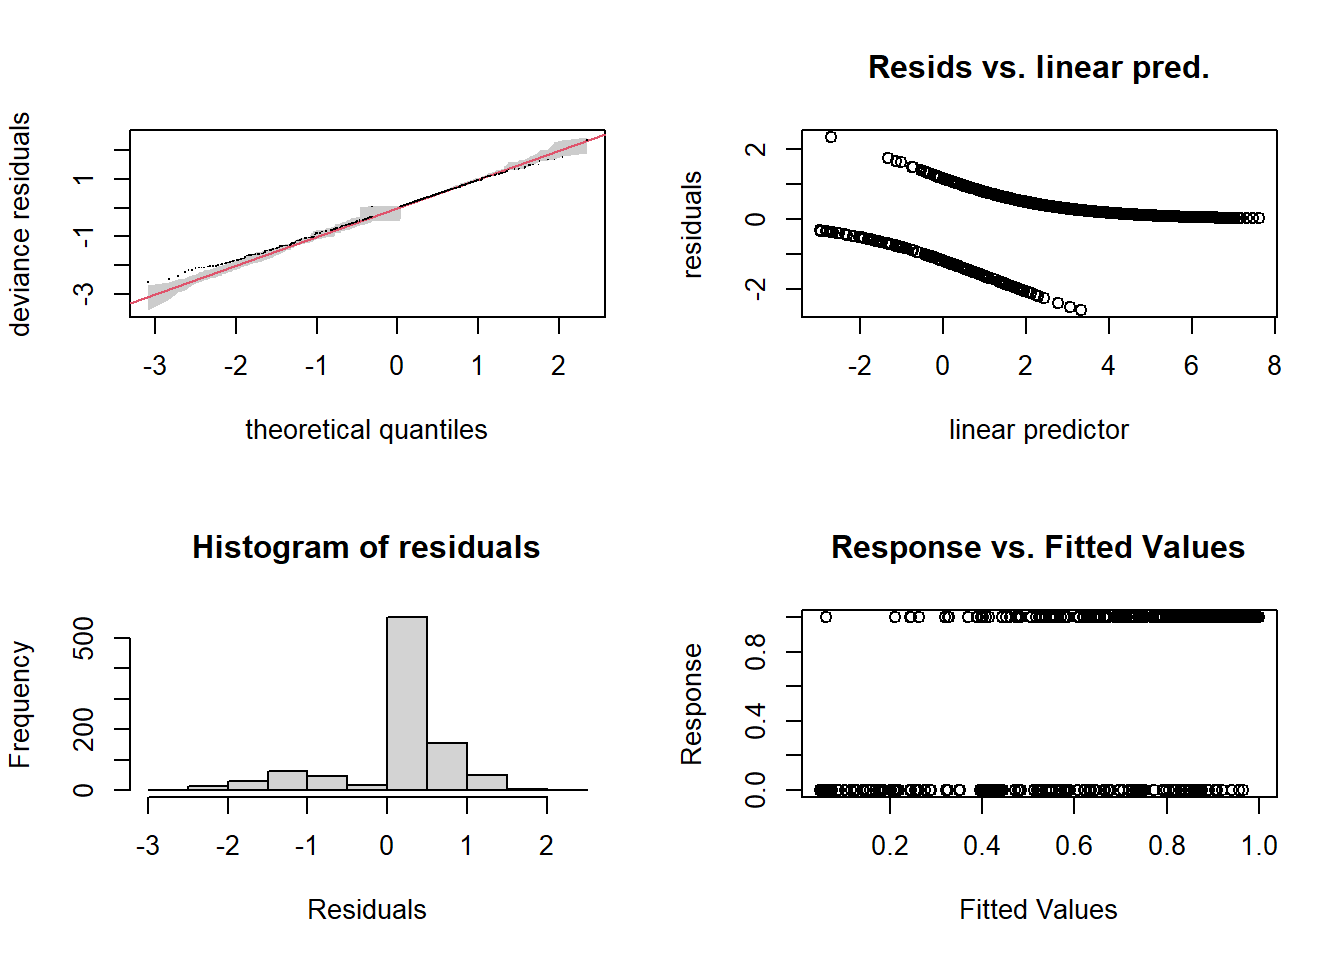 deviance residuals
1
-1
-3
-3 -2 -1 0 1 2
theoretical quantiles
Resids vs. linear pred.
residuals
2
0
-2
-2 0 2 4 6 8
linear predictor
Histogram of residuals
Frequency
500
200
0
-3 -2 -1 0 1 2
Residuals
Response vs. Fitted Values
Response
0.8
0.4
0.0
0.2 0.4 0.6 0.8 1.0
Fitted Values